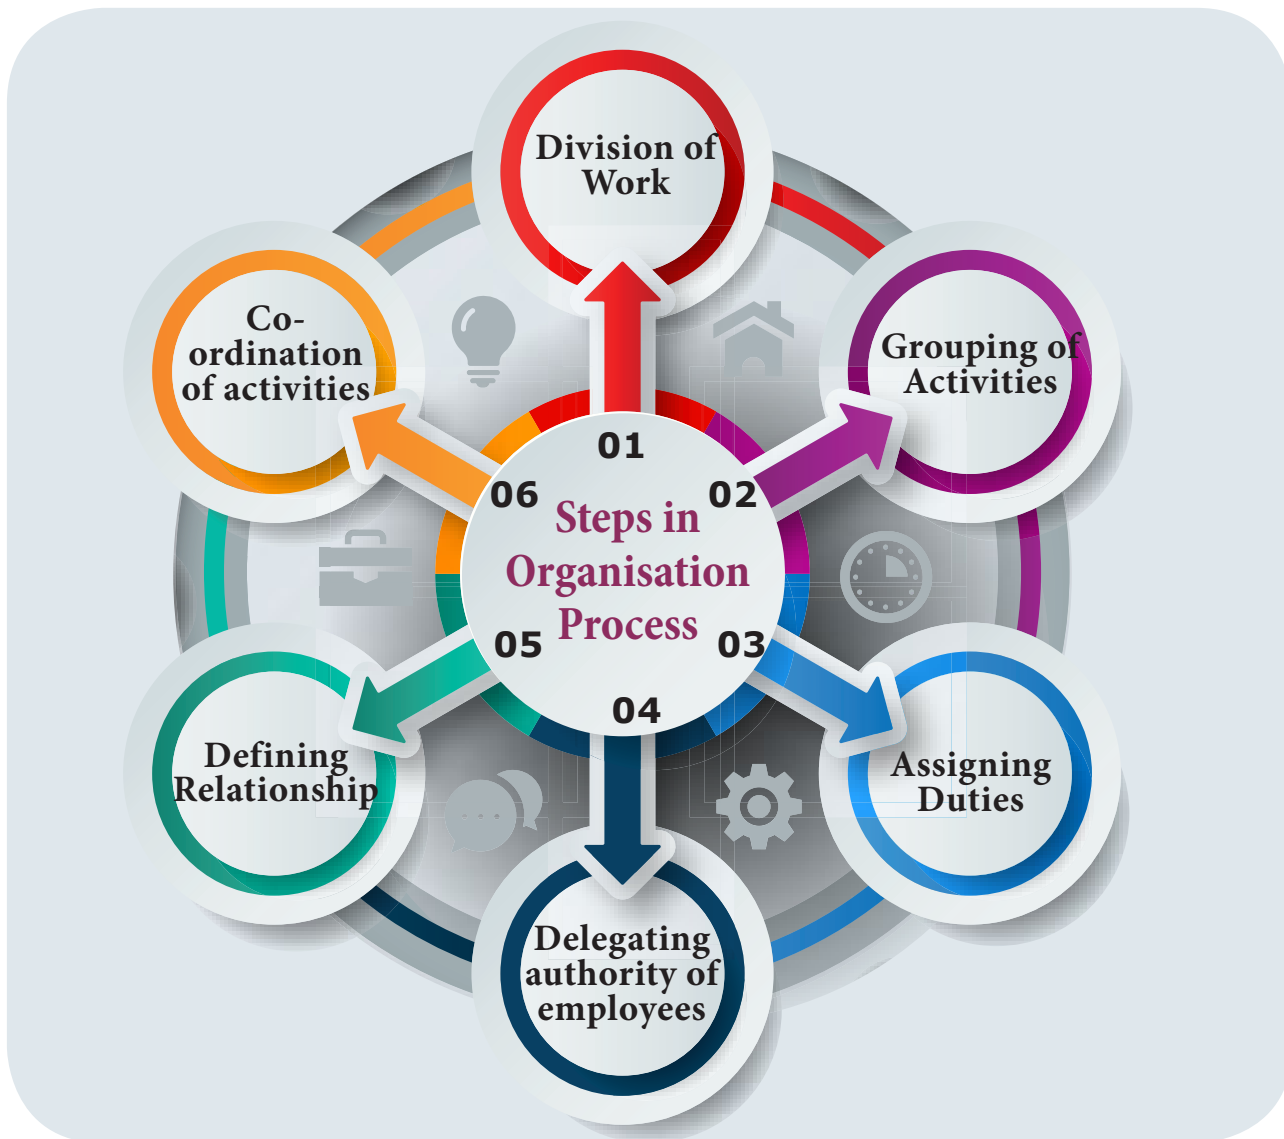 Steps in
Organisation
Process
01
Division of
Work
02
Grouping of
Activities
03
Assigning
Duties
04
Delegating
authority of
employees
05
Defining
Relationship
06
Co-
ordination
of activities